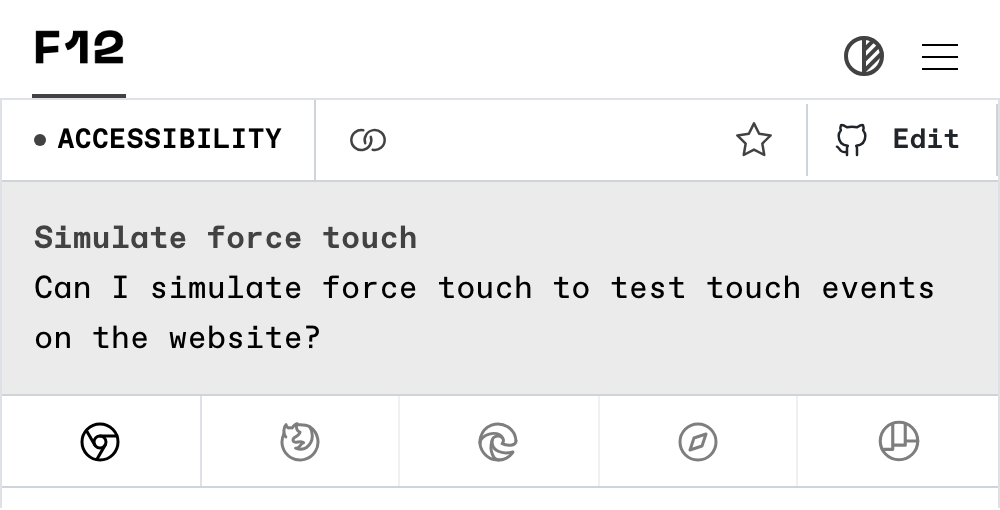 F12
ACCESSIBILITY
Edit
Simulate force touch
Can I simulate force touch to test touch events
on the website?